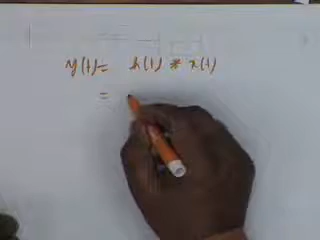 y(t) = h(t) * x(t)
=